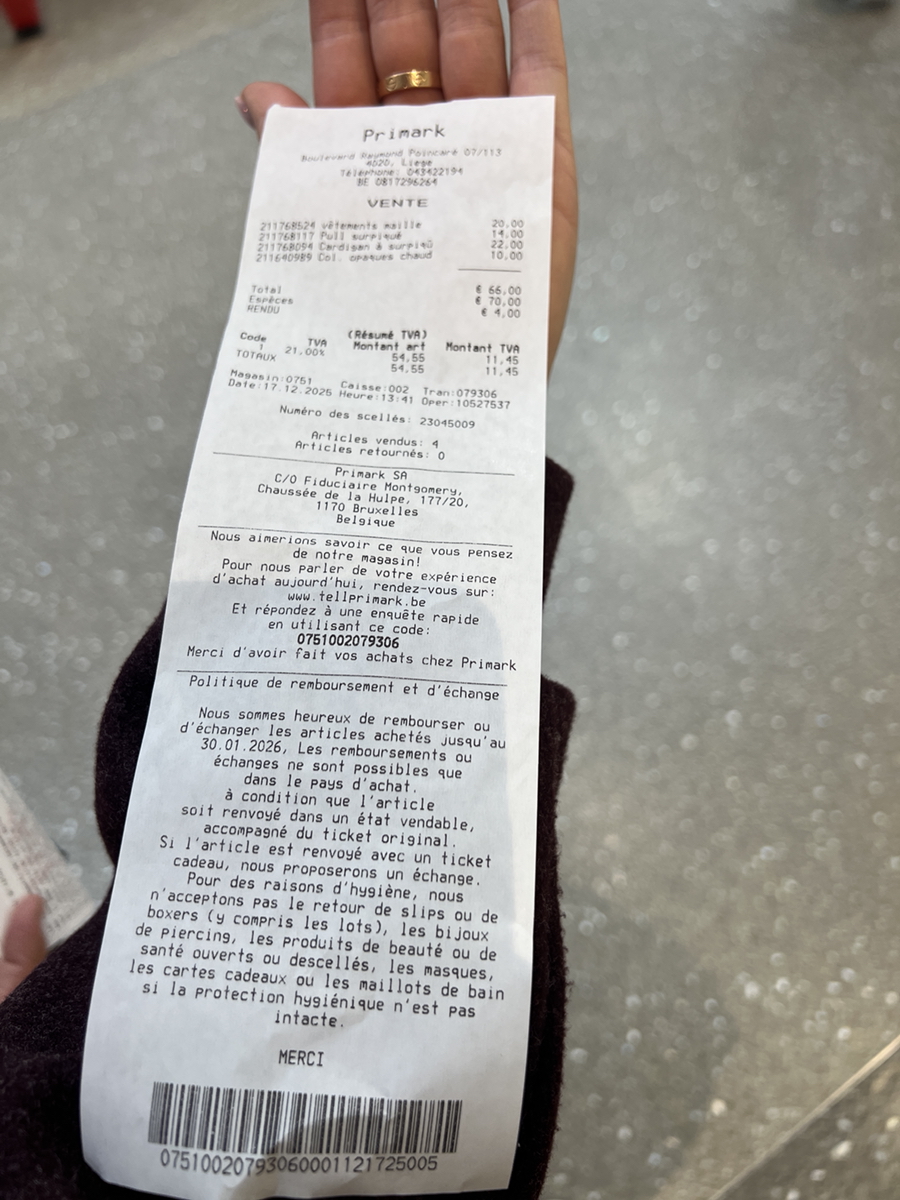 Primark
Boulevard Raymond Poincaré 07/113
4020, Liege
Téléphone: 043422194
BE 0817296264
VENTE
211768524 vêtements maille 20,00
211768117 Pull surpiqué 14,00
211768094 Cardigan à surpiqû 22,00
211640989 Col. opaques chaud 10,00
Total € 66,00
Espèces € 70,00
RENDU € 4,00
(Résumé TVA)
Code TVA Montant art Montant TVA
1 21.00% 54,55 11,45
TOTAUX 54,55 11,45
Magasin:0751 Caisse:002 Tran:079306
Date:17.12.2025 Heure:13:41 Oper:10527537
Numéro des scellés: 23045009
Articles vendus: 4
Articles retournés: 0
Primark SA
C/O Fiduciaire Montgomery,
Chaussée de la Hulpe, 177/20,
1170 Bruxelles
Belgique
Nous aimerions savoir ce que vous pensez
de notre magasin!
Pour nous parler de votre expérience
d'achat aujourd'hui, rendez-vous sur:
www.tellprimark.be
Et répondez à une enquête rapide
en utilisant ce code:
0751002079306
Merci d'avoir fait vos achats chez Primark
Politique de remboursement et d'échange
Nous sommes heureux de rembourser ou
d'échanger les articles achetés jusqu'au
30.01.2026, Les remboursements ou
échanges ne sont possibles que
dans le pays d'achat.
à condition que l'article
soit renvoyé dans un état vendable,
accompagné du ticket original.
Si l'article est renvoyé avec un ticket
cadeau, nous proposerons un échange.
Pour des raisons d'hygiène, nous
n'acceptons pas le retour de slips ou de
boxers (y compris les lots), les bijoux
de piercing, les produits de beauté ou de
santé ouverts ou descellés, les masques,
les cartes cadeaux ou les maillots de bain
si la protection hygiénique n'est pas
intacte.
MERCI
07510020793060001121725005